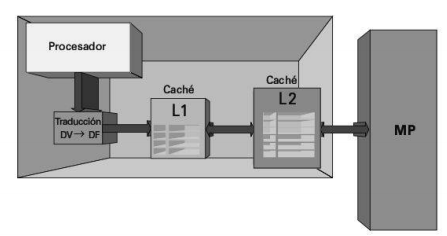 Procesador
Traducción
DV → DF
Caché
L1
Caché
L2
MP